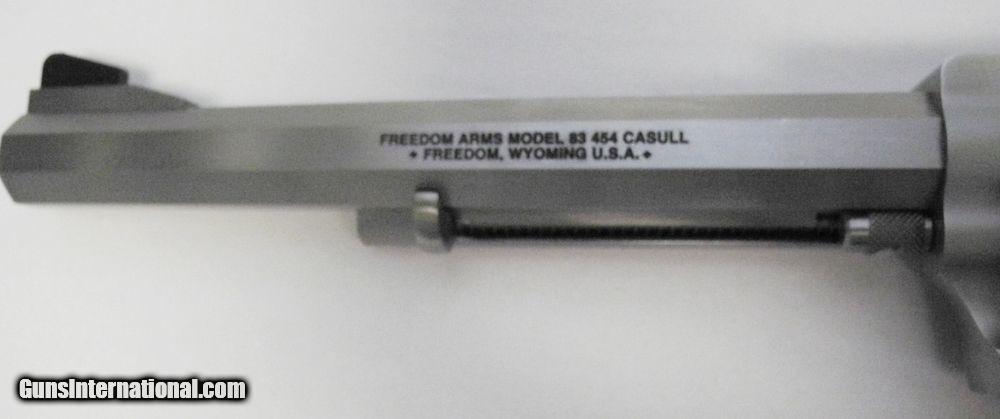 FREEDOM ARMS MODEL 83 454 CASULL
+ FREEDOM, WYOMING U.S.A. +
GunsInternational.com